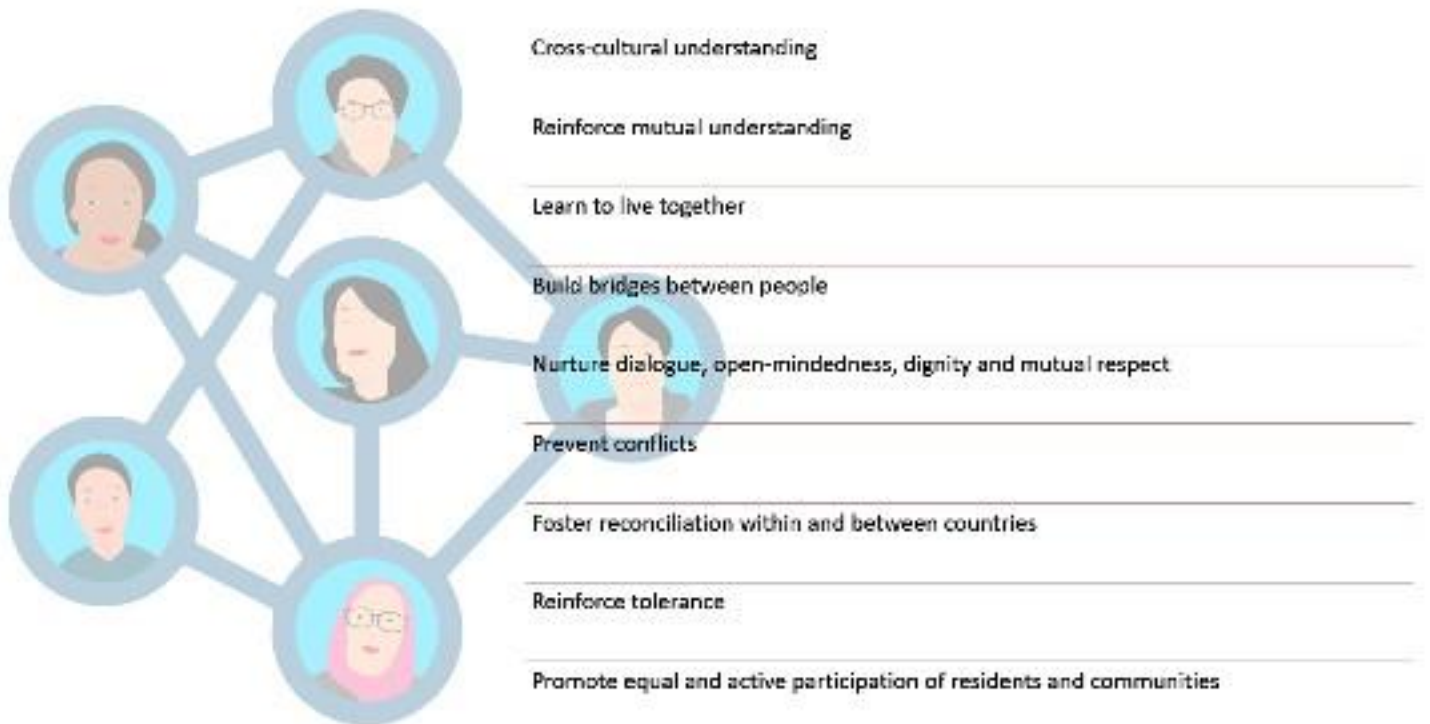 Cross-cultural understanding
Reinforce mutual understanding
Learn to live together
Build bridges between people
Nurture dialogue, open-mindedness, dignity and mutual respect
Prevent conflicts
Foster reconciliation within and between countries
Reinforce tolerance
Promote equal and active participation of residents and communities